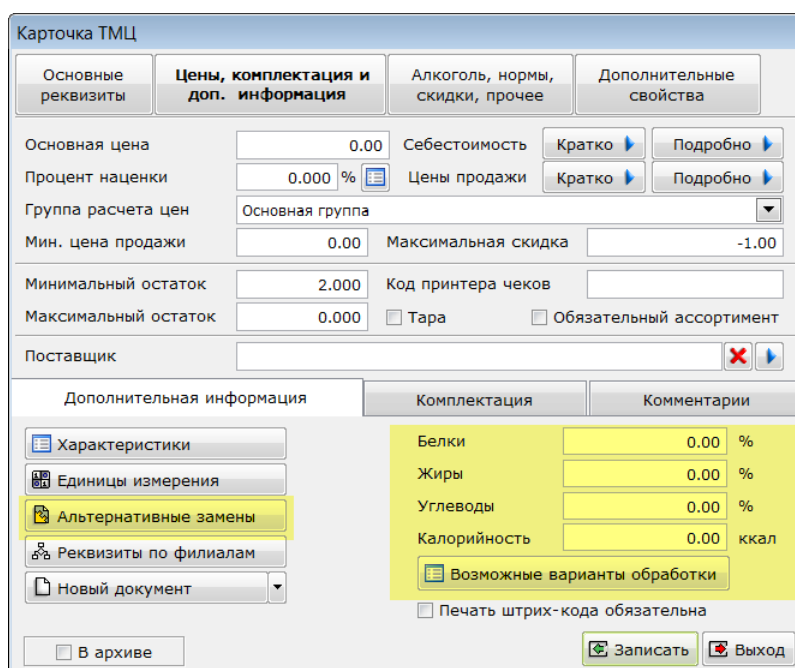 Карточка ТМЦ
Основные реквизиты
Цены, комплектация и доп. информация
Алкоголь, нормы, скидки, прочее
Дополнительные свойства
Основная цена 0.00 Себестоимость Кратко Подробно
Процент наценки 0.000 % Цены продажи Кратко Подробно
Группа расчета цен Основная группа
Мин. цена продажи 0.00 Максимальная скидка -1.00
Минимальный остаток 2.000 Код принтера чеков
Максимальный остаток 0.000 Тара Обязательный ассортимент
Поставщик
Дополнительная информация Комплектация Комментарии
Характеристики Белки 0.00 %
Единицы измерения Жиры 0.00 %
Альтернативные замены Углеводы 0.00 %
Реквизиты по филиалам Калорийность 0.00 ккал
Новый документ Возможные варианты обработки
Печать штрих-кода обязательна
В архиве Записать Выход